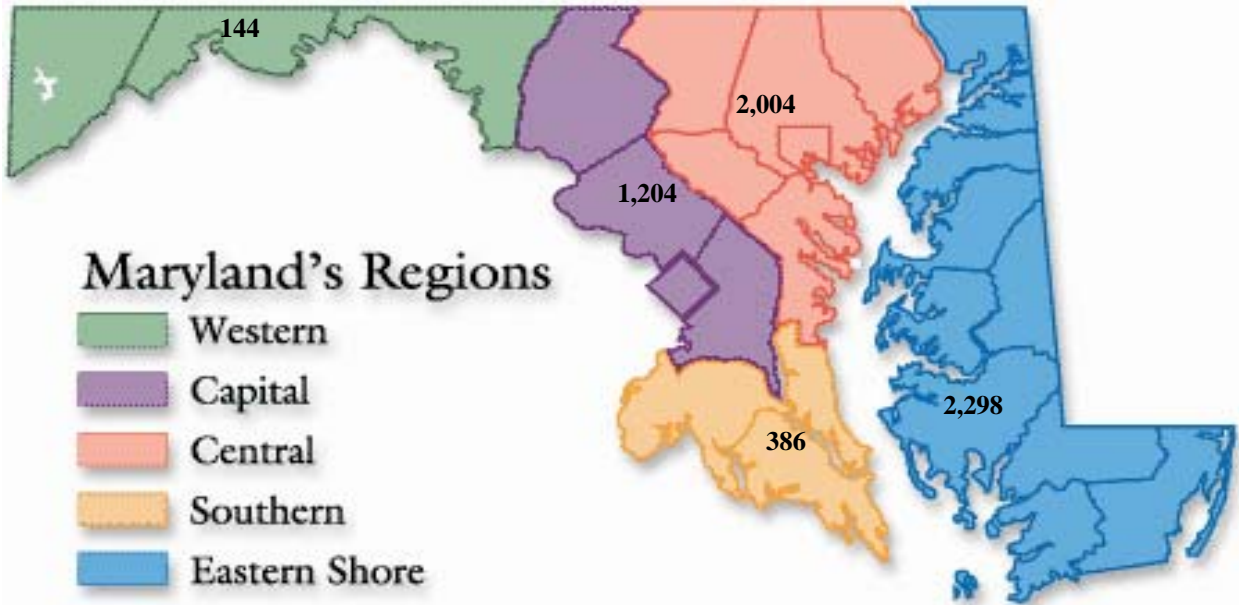 144
2,004
1,204
Maryland's Regions
Western
Capital
2,298
Central
386
Southern
Eastern Shore